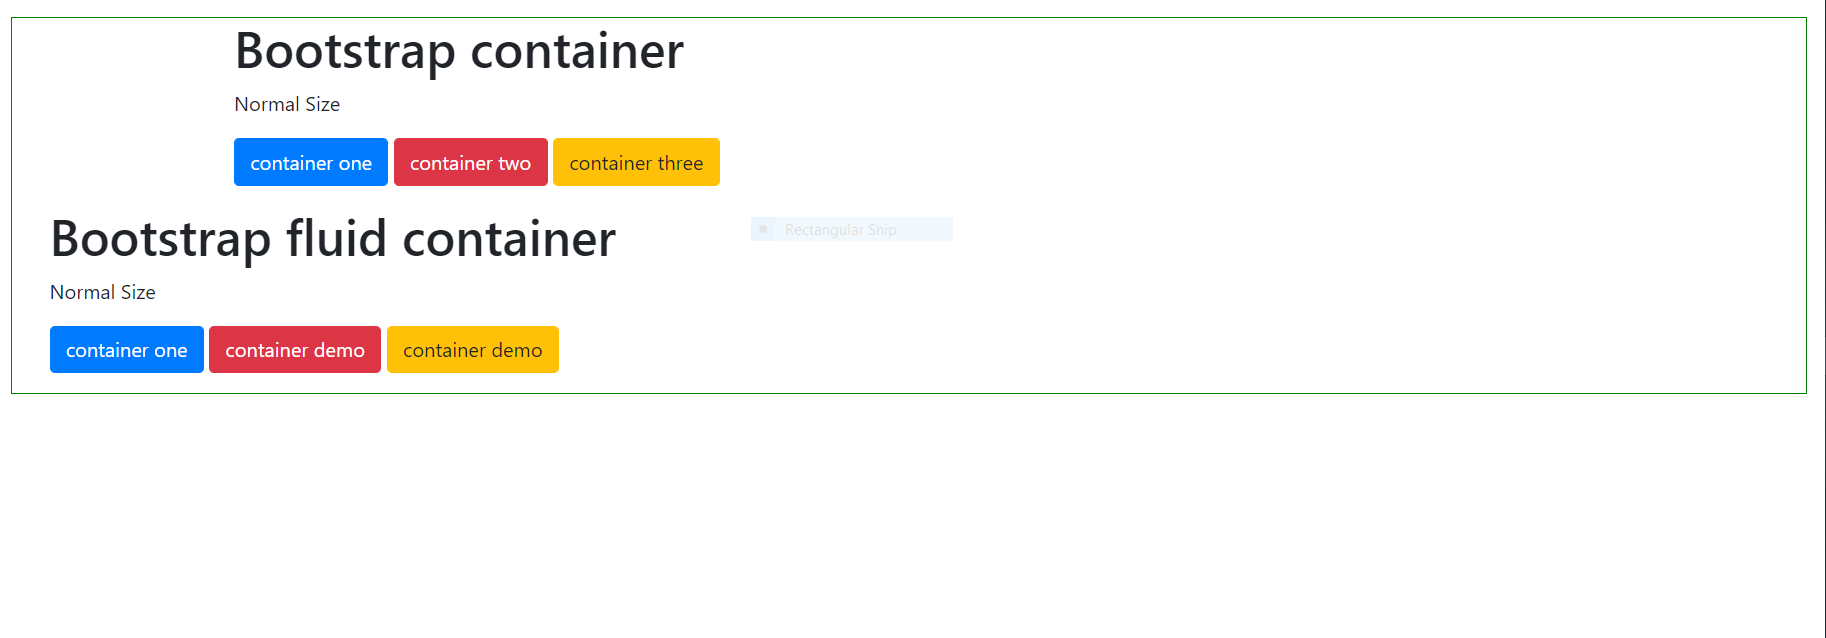 Bootstrap container
Normal Size
container one container two container three
Bootstrap fluid container
Rectangular Snip
Normal Size
container one container demo container demo